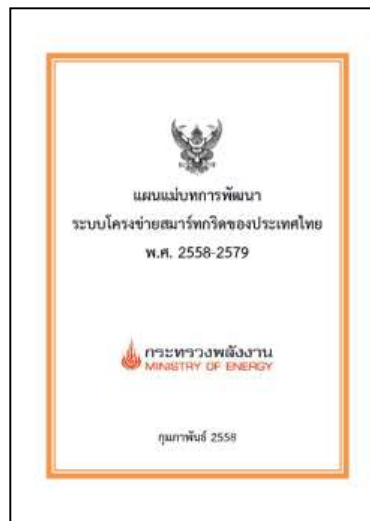 แผนแม่บทการพัฒนา
ระบบโครงข่ายสมาร์ทกริดของประเทศไทย
พ.ศ. 2558-2579
กระทรวงพลังงาน
MINISTRY OF ENERGY
กุมภาพันธ์ 2558